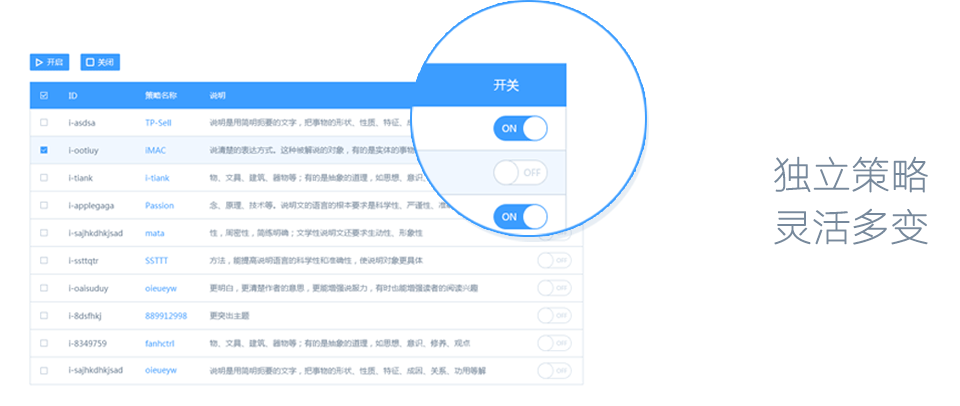 开启 关闭
ID 策略名称 说明 开关
i-asdsa TP-Sell 说明是用简明扼要的文字，把事物的形状、性质、特征、 ON
i-ootiuy iMAC 说清楚的表达方式。这种被解说的对象，有的是实体的事物 OFF
i-tiank i-tiank 物、文具、建筑、器物等；有的是抽象的道理，如思想、意识、
i-applegaga Passion 念、原理、技术等。说明文的语言的根本要求是科学性、严谨性、准 ON
i-sajhkdhkjsad mata 性，周密性，简练明确；文学性说明文还要求生动性、形象性
i-ssttqtr SSTTT 方法，能提高说明语言的科学性和准确性，使说明对象更具体 OFF
i-oaisuduy oieueyw 更明白，更清楚作者的意思，更能增强说服力，有时也能增强读者的阅读兴趣 OFF
i-8dsfhkj 889912998 更突出主题 OFF
i-8349759 fanhctrl 物、文具、建筑、器物等；有的是抽象的道理，如思想、意识、修养、观点 OFF
i-sajhkdhkjsad oieueyw 说明是用简明扼要的文字，把事物的形状、性质、特征、成因、关系、功用等解 OFF
独立策略
灵活多变